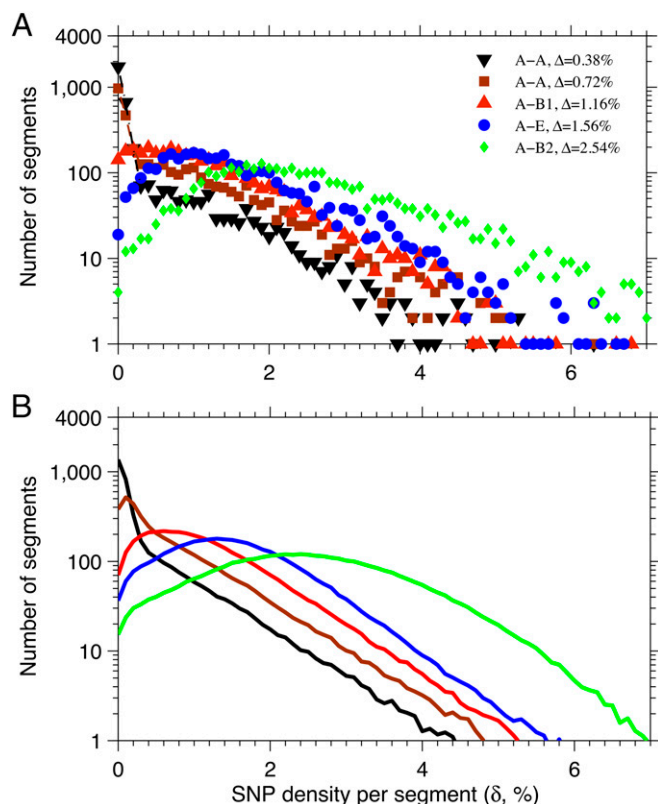 A
4000
1,000
100
10
1
Number of segments
A−A, Δ=0.38%
A−A, Δ=0.72%
A−B1, Δ=1.16%
A−E, Δ=1.56%
A−B2, Δ=2.54%
0 2 4 6
B
4000
1,000
100
10
1
Number of segments
0 2 4 6
SNP density per segment (δ, %)